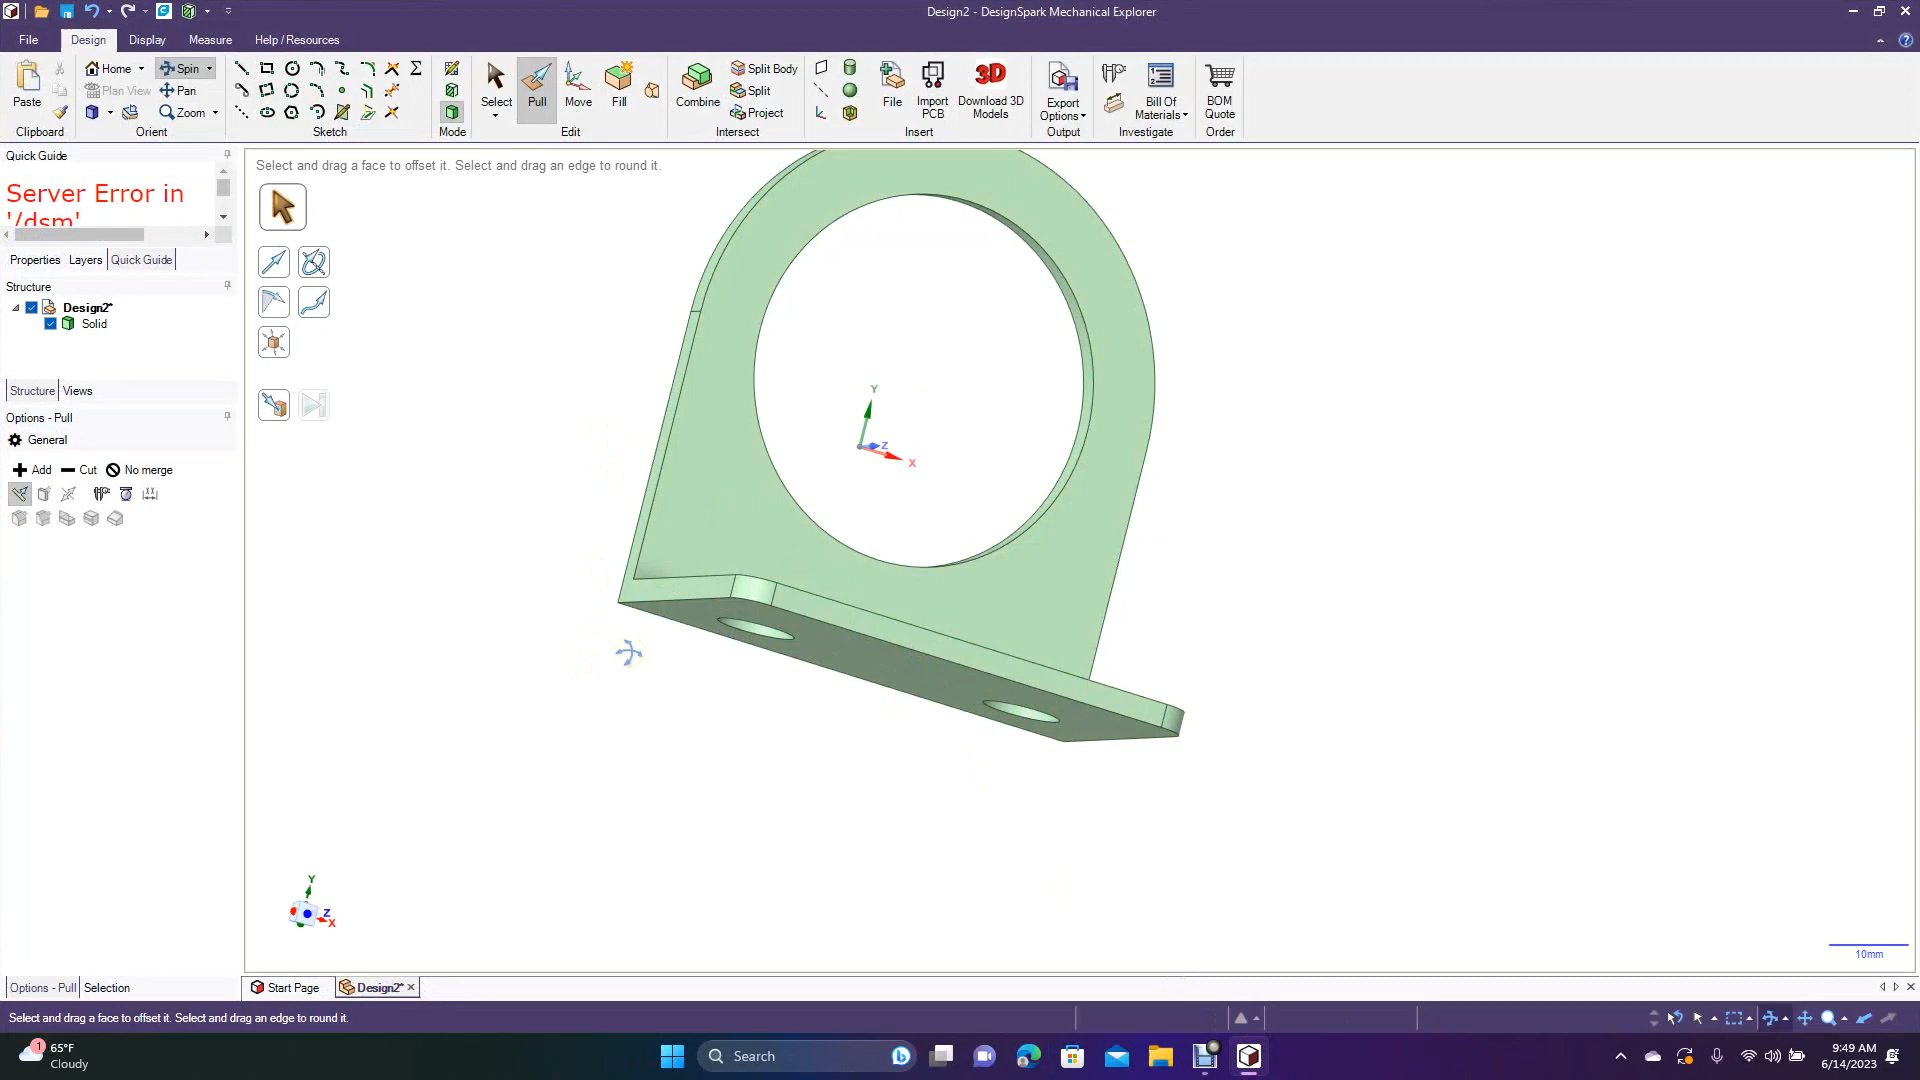 Design2 - DesignSpark Mechanical Explorer
File Design Display Measure Help / Resources
Paste
Clipboard
Home Spin
Plan View Pan
Zoom
Orient
Sketch
Mode
Select Pull Move Fill
Edit
Combine
Split Body
Split
Project
Intersect
File
Import PCB
Download 3D Models
Insert
Export Options
Output
Bill Of Materials
Investigate
BOM Quote
Order
Quick Guide
Server Error in
'/dsm'
Properties Layers Quick Guide
Structure
Design2*
Solid
Structure Views
Options - Pull
General
Add Cut No merge
Select and drag a face to offset it. Select and drag an edge to round it.
Y
Z
X
Y
Z
X
10mm
Options - Pull Selection
Start Page Design2*
Select and drag a face to offset it. Select and drag an edge to round it.
1
65°F
Cloudy
Search
9:49 AM
6/14/2023